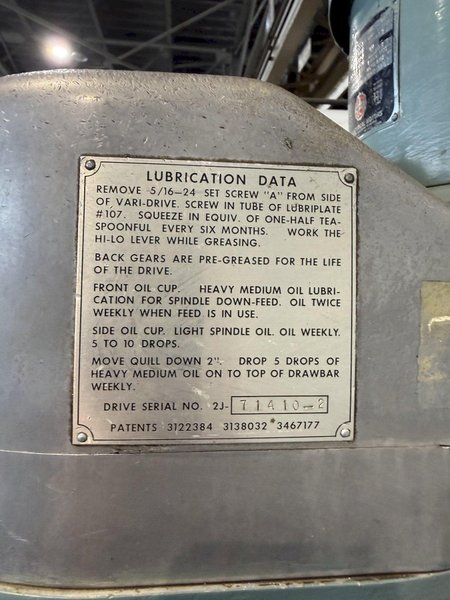 LUBRICATION DATA
REMOVE 5/16-24 SET SCREW "A" FROM SIDE
OF VARI-DRIVE. SCREW IN TUBE OF LUBRIPLATE
#107. SQUEEZE IN EQUIV. OF ONE-HALF TEA-
SPOONFUL EVERY SIX MONTHS. WORK THE
HI-LO LEVER WHILE GREASING.
BACK GEARS ARE PRE-GREASED FOR THE LIFE
OF THE DRIVE.
FRONT OIL CUP. HEAVY MEDIUM OIL LUBRI-
CATION FOR SPINDLE DOWN-FEED. OIL TWICE
WEEKLY WHEN FEED IS IN USE.
SIDE OIL CUP. LIGHT SPINDLE OIL. OIL WEEKLY.
5 TO 10 DROPS.
MOVE QUILL DOWN 2". DROP 5 DROPS OF
HEAVY MEDIUM OIL ON TO TOP OF DRAWBAR
WEEKLY.
DRIVE SERIAL NO. 2J- 71410-2
PATENTS 3122384 3138032 3467177